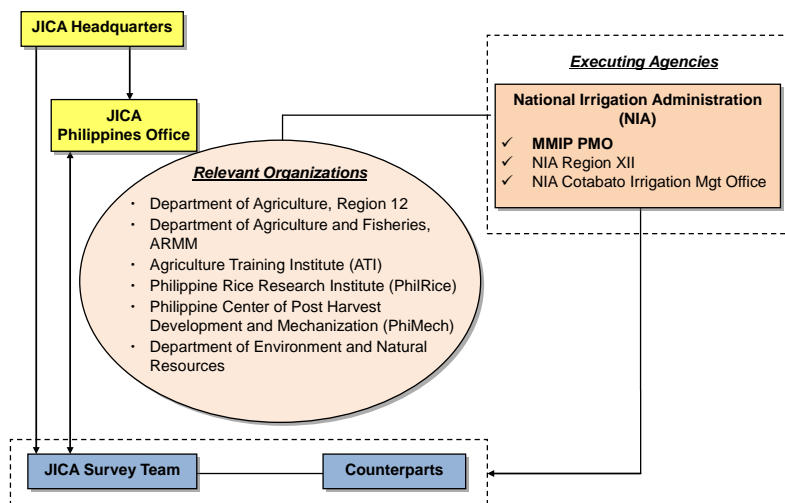 JICA Headquarters
JICA
Philippines Office
Executing Agencies
National Irrigation Administration
(NIA)
✓ MMIP PMO
✓ NIA Region XII
✓ NIA Cotabato Irrigation Mgt Office
Relevant Organizations
・ Department of Agriculture, Region 12
・ Department of Agriculture and Fisheries,
ARMM
・ Agriculture Training Institute (ATI)
・ Philippine Rice Research Institute (PhilRice)
・ Philippine Center of Post Harvest
Development and Mechanization (PhiMech)
・ Department of Environment and Natural
Resources
JICA Survey Team
Counterparts